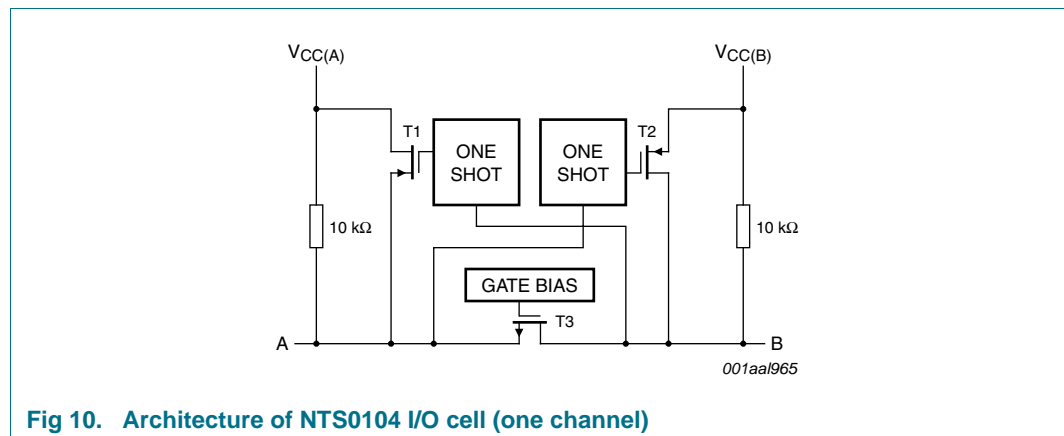 VCC(A)
VCC(B)
T1
T2
ONE
SHOT
ONE
SHOT
10 kΩ
10 kΩ
GATE BIAS
T3
A
B
001aal965
Fig 10. Architecture of NTS0104 I/O cell (one channel)